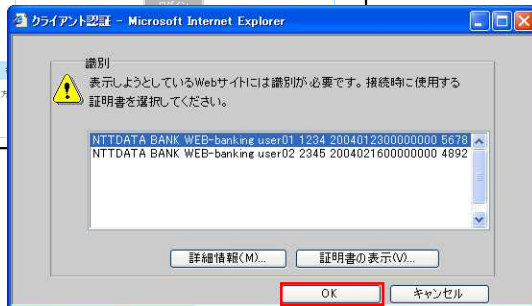 ログイン
クライアント認証 - Microsoft Internet Explorer
識別
表示しようとしているWebサイトには識別が必要です。接続時に使用する
証明書を選択してください。
NTTDATA BANK WEB-banking user01 1234 2004012300000000 5678
NTTDATA BANK WEB-banking user02 2345 2004021600000000 4892
詳細情報(M)...
証明書の表示(V)...
OK
キャンセル